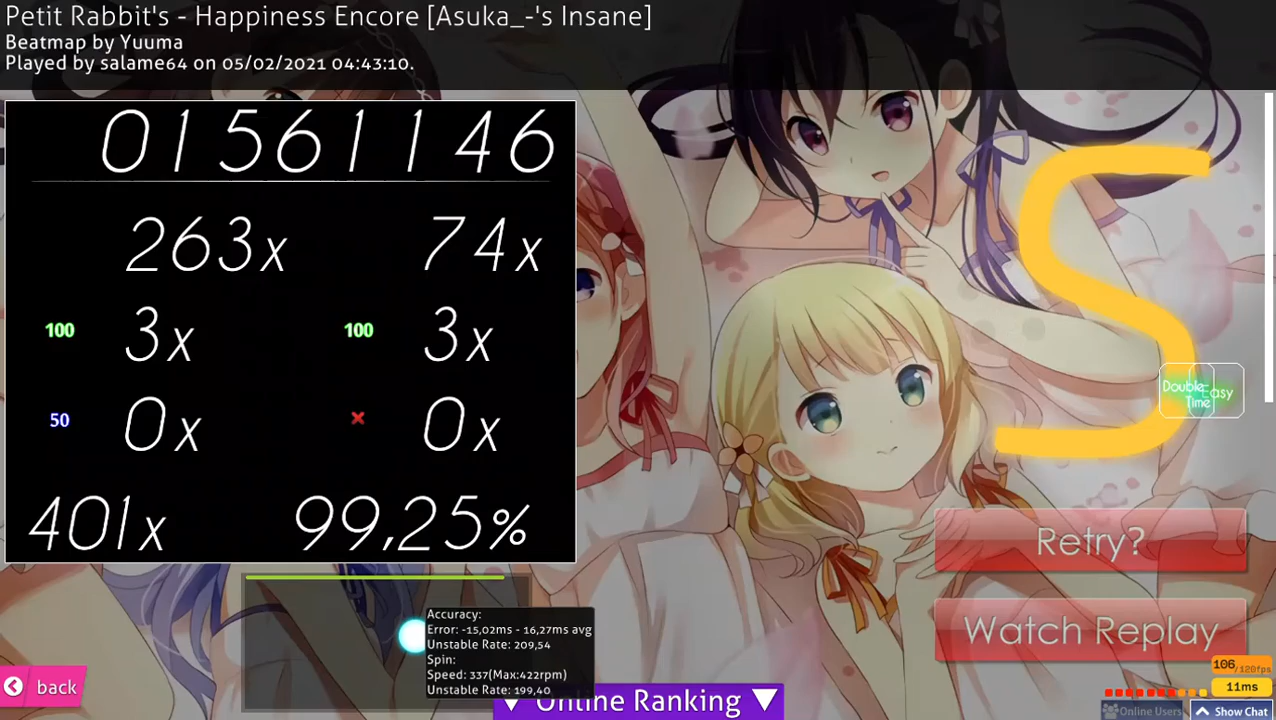 Petit Rabbit's - Happiness Encore [Asuka_-'s Insane]
Beatmap by Yuuma
Played by salame64 on 05/02/2021 04:43:10.
01561146
263x 74x
100 3x 100 3x
50 0x 0x
401x 99,25%
Double Time Easy
Retry?
Watch Replay
Accuracy:
Error: -15,02ms - 16,27ms avg
Unstable Rate: 209,54
Spin:
Speed: 337(Max:422rpm)
Unstable Rate: 199,40
back
Online Ranking
106/120fps
11ms
Online Users
Show Chat